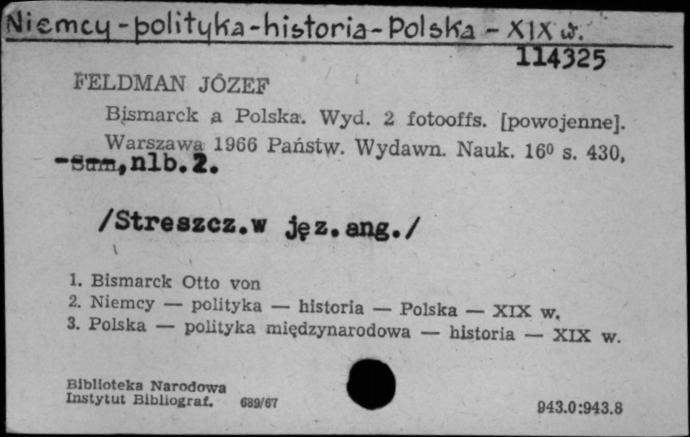 Niemcy - polityka - historia - Polska - XIX w.
114325
FELDMAN JÓZEF
Bismarck a Polska. Wyd. 2 fotooffs. [powojenne].
Warszawa 1966 Państw. Wydawn. Nauk. 16⁰ s. 430,
, nlb. 2.
/Streszcz.w jęz.ang./
1. Bismarck Otto von
2. Niemcy — polityka — historia — Polska — XIX w.
3. Polska — polityka międzynarodowa — historia — XIX w.
Biblioteka Narodowa
Instytut Bibliograf. 689/67
943.0:943.8